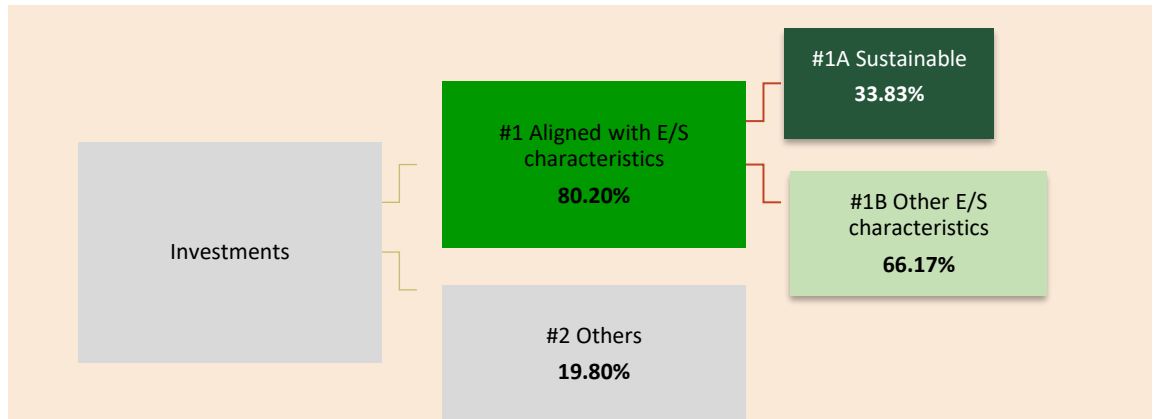 Investments
#1 Aligned with E/S
characteristics
80.20%
#2 Others
19.80%
#1A Sustainable
33.83%
#1B Other E/S
characteristics
66.17%